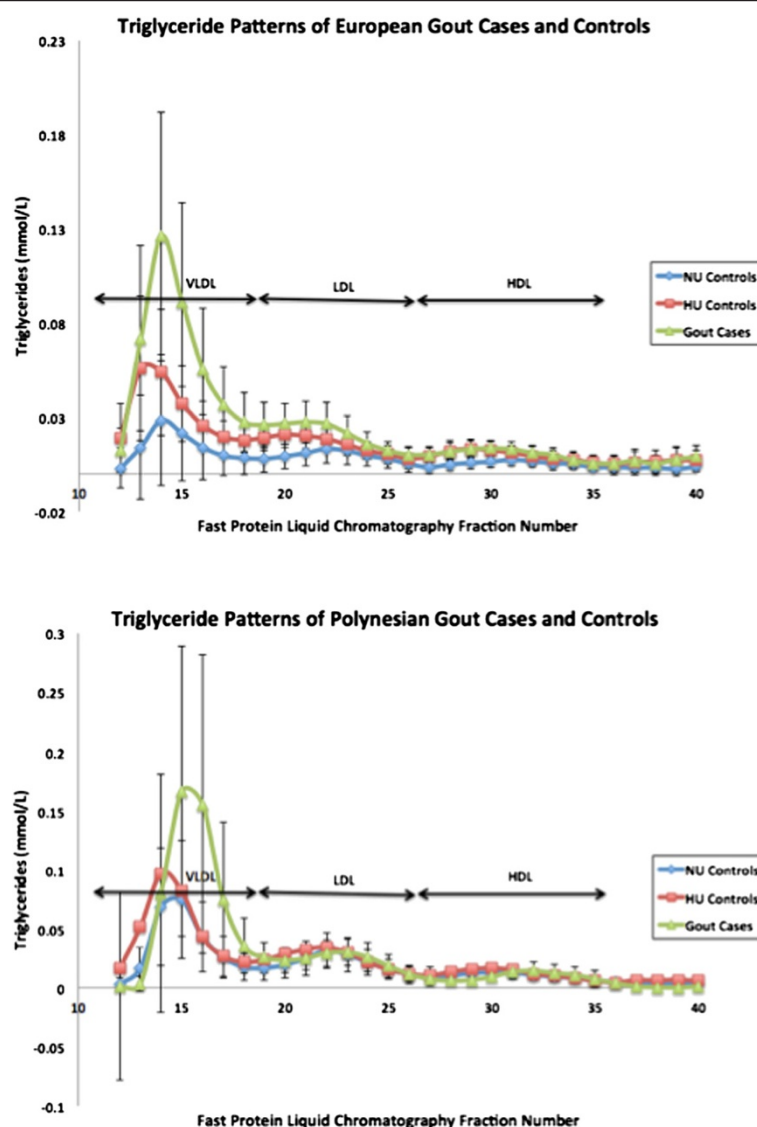 Triglyceride Patterns of European Gout Cases and Controls
0.23
0.18
0.13
0.08
0.03
-0.02
Triglycerides (mmol/L)
VLDL
LDL
HDL
NU Controls
HU Controls
Gout Cases
10 15 20 25 30 35 40
Fast Protein Liquid Chromatography Fraction Number
Triglyceride Patterns of Polynesian Gout Cases and Controls
0.3
0.25
0.2
0.15
0.1
0.05
0
-0.05
-0.1
Triglycerides (mmol/L)
VLDL
LDL
HDL
NU Controls
HU Controls
Gout Cases
10 15 20 25 30 35 40
Fast Protein Liquid Chromatography Fraction Number